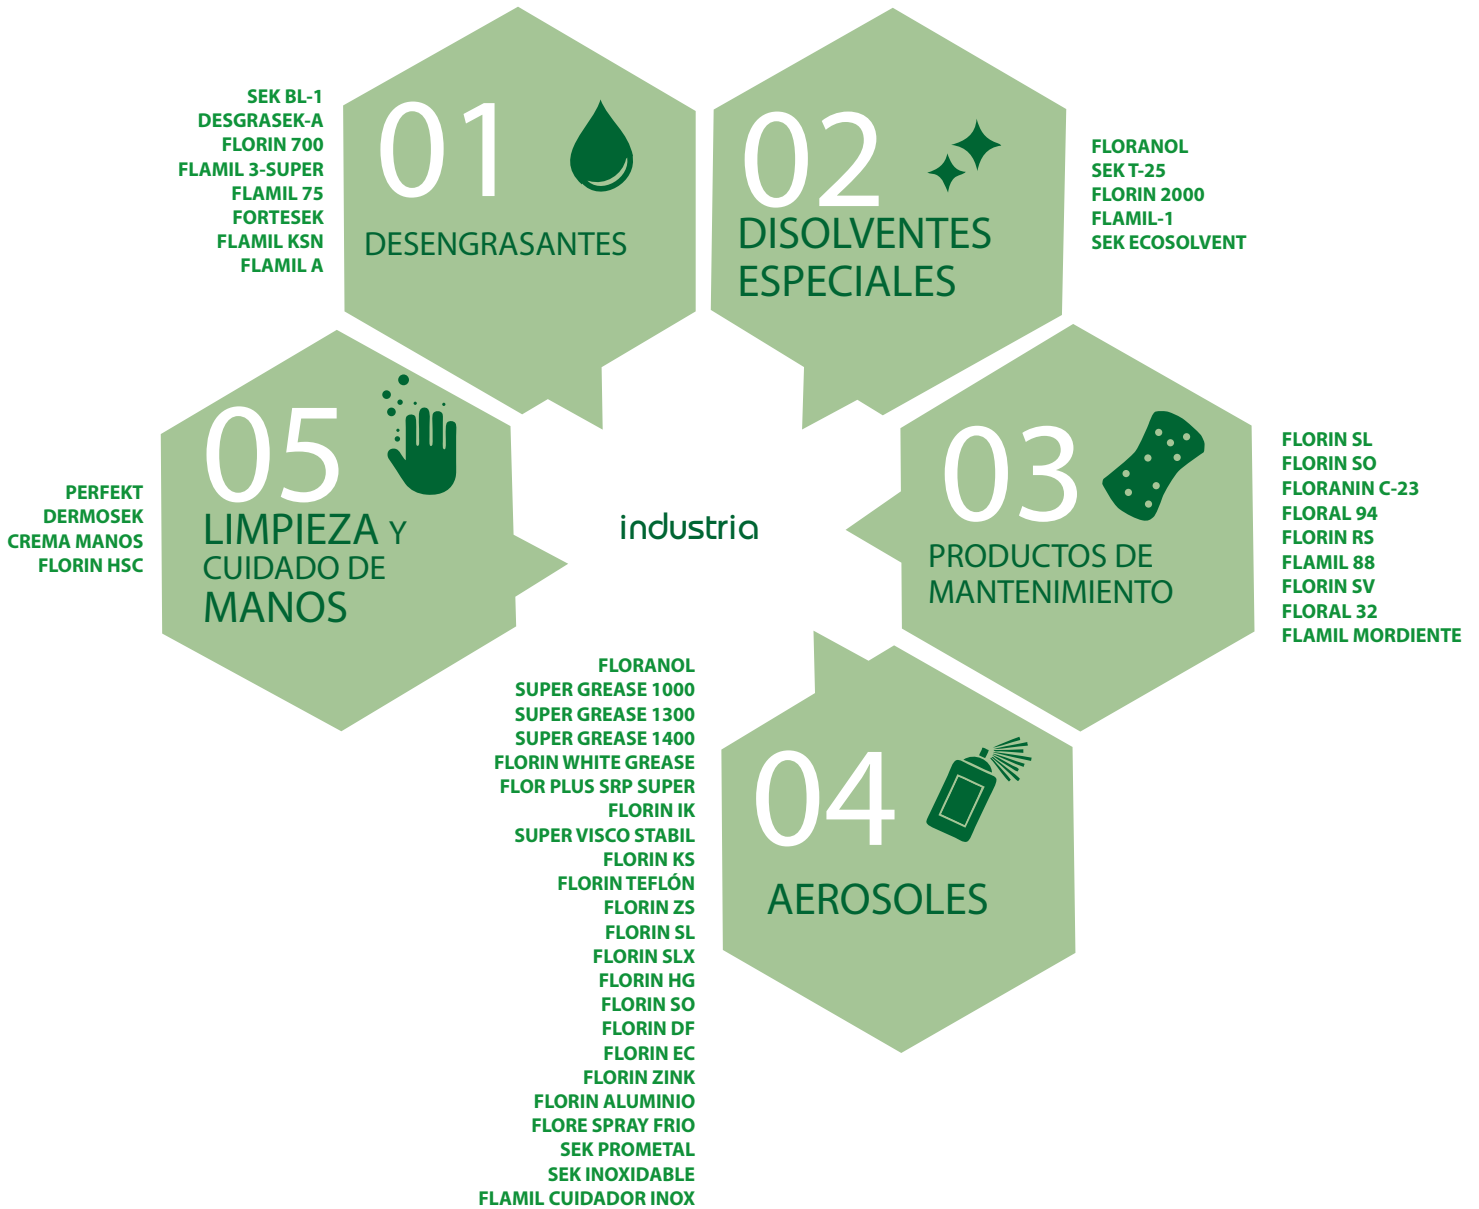 01
DESENGRASANTES
SEK BL-1
DESGRASEK-A
FLORIN 700
FLAMIL 3-SUPER
FLAMIL 75
FORTESEK
FLAMIL KSN
FLAMIL A
02
DISOLVENTES
ESPECIALES
FLORANOL
SEK T-25
FLORIN 2000
FLAMIL-1
SEK ECOSOLVENT
03
PRODUCTOS DE
MANTENIMIENTO
FLORIN SL
FLORIN SO
FLORANIN C-23
FLORAL 94
FLORIN RS
FLAMIL 88
FLORIN SV
FLORAL 32
FLAMIL MORDIENTE
industria
05
LIMPIEZA Y
CUIDADO DE
MANOS
PERFEKT
DERMOSEK
CREMA MANOS
FLORIN HSC
04
AEROSOLES
FLORANOL
SUPER GREASE 1000
SUPER GREASE 1300
SUPER GREASE 1400
FLORIN WHITE GREASE
FLOR PLUS SRP SUPER
FLORIN IK
SUPER VISCO STABIL
FLORIN KS
FLORIN TEFLÓN
FLORIN ZS
FLORIN SL
FLORIN SLX
FLORIN HG
FLORIN SO
FLORIN DF
FLORIN EC
FLORIN ZINK
FLORIN ALUMINIO
FLORE SPRAY FRIO
SEK PROMETAL
SEK INOXIDABLE
FLAMIL CUIDADOR INOX